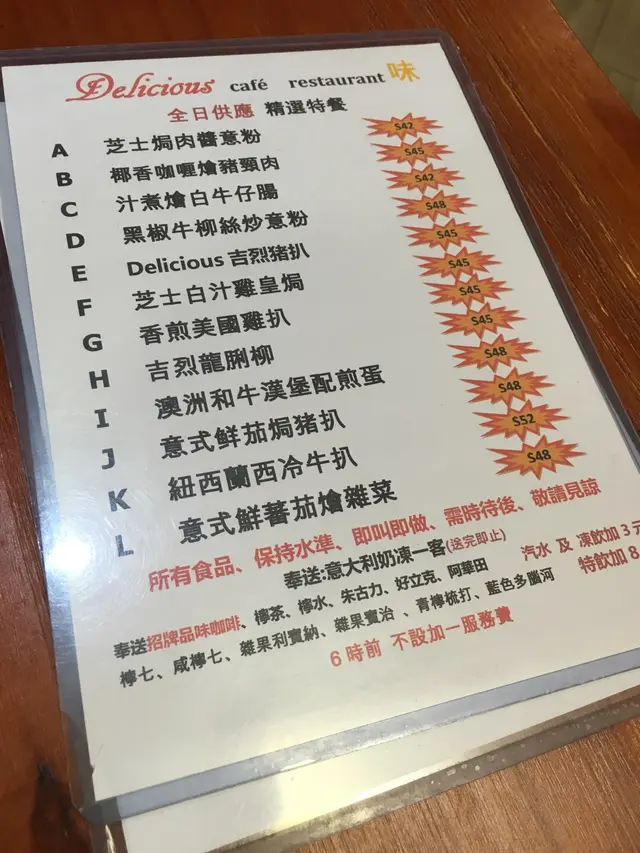 Delicious café restaurant 味
全日供應 精選特餐
A 芝士焗肉醬意粉 $42
B 椰香咖喱燴豬頸肉 $45
C 汁煮燴白牛仔腸 $42
D 黑椒牛柳絲炒意粉 $48
E Delicious 吉烈猪扒 $45
F 芝士白汁雞皇焗 $45
G 香煎美國雞扒 $45
H 吉烈龍脷柳 $45
I 澳洲和牛漢堡配煎蛋 $48
J 意式鮮茄焗猪扒 $48
K 紐西蘭西冷牛扒 $52
L 意式鮮蕃茄燴雜菜 $48
所有食品、保持水準、即叫即做、需時待後、敬請見諒
奉送:意大利奶凍一客(送完即止)
汽水 及 凍飲加 3 元
奉送招牌品味咖啡、檸茶、檸水、朱古力、好立克、阿華田
特飲加 8
檸七、咸檸七、雜果利賓納、雜果賓治 、青檸梳打、藍色多腦河
6 時前 不設加一服務費